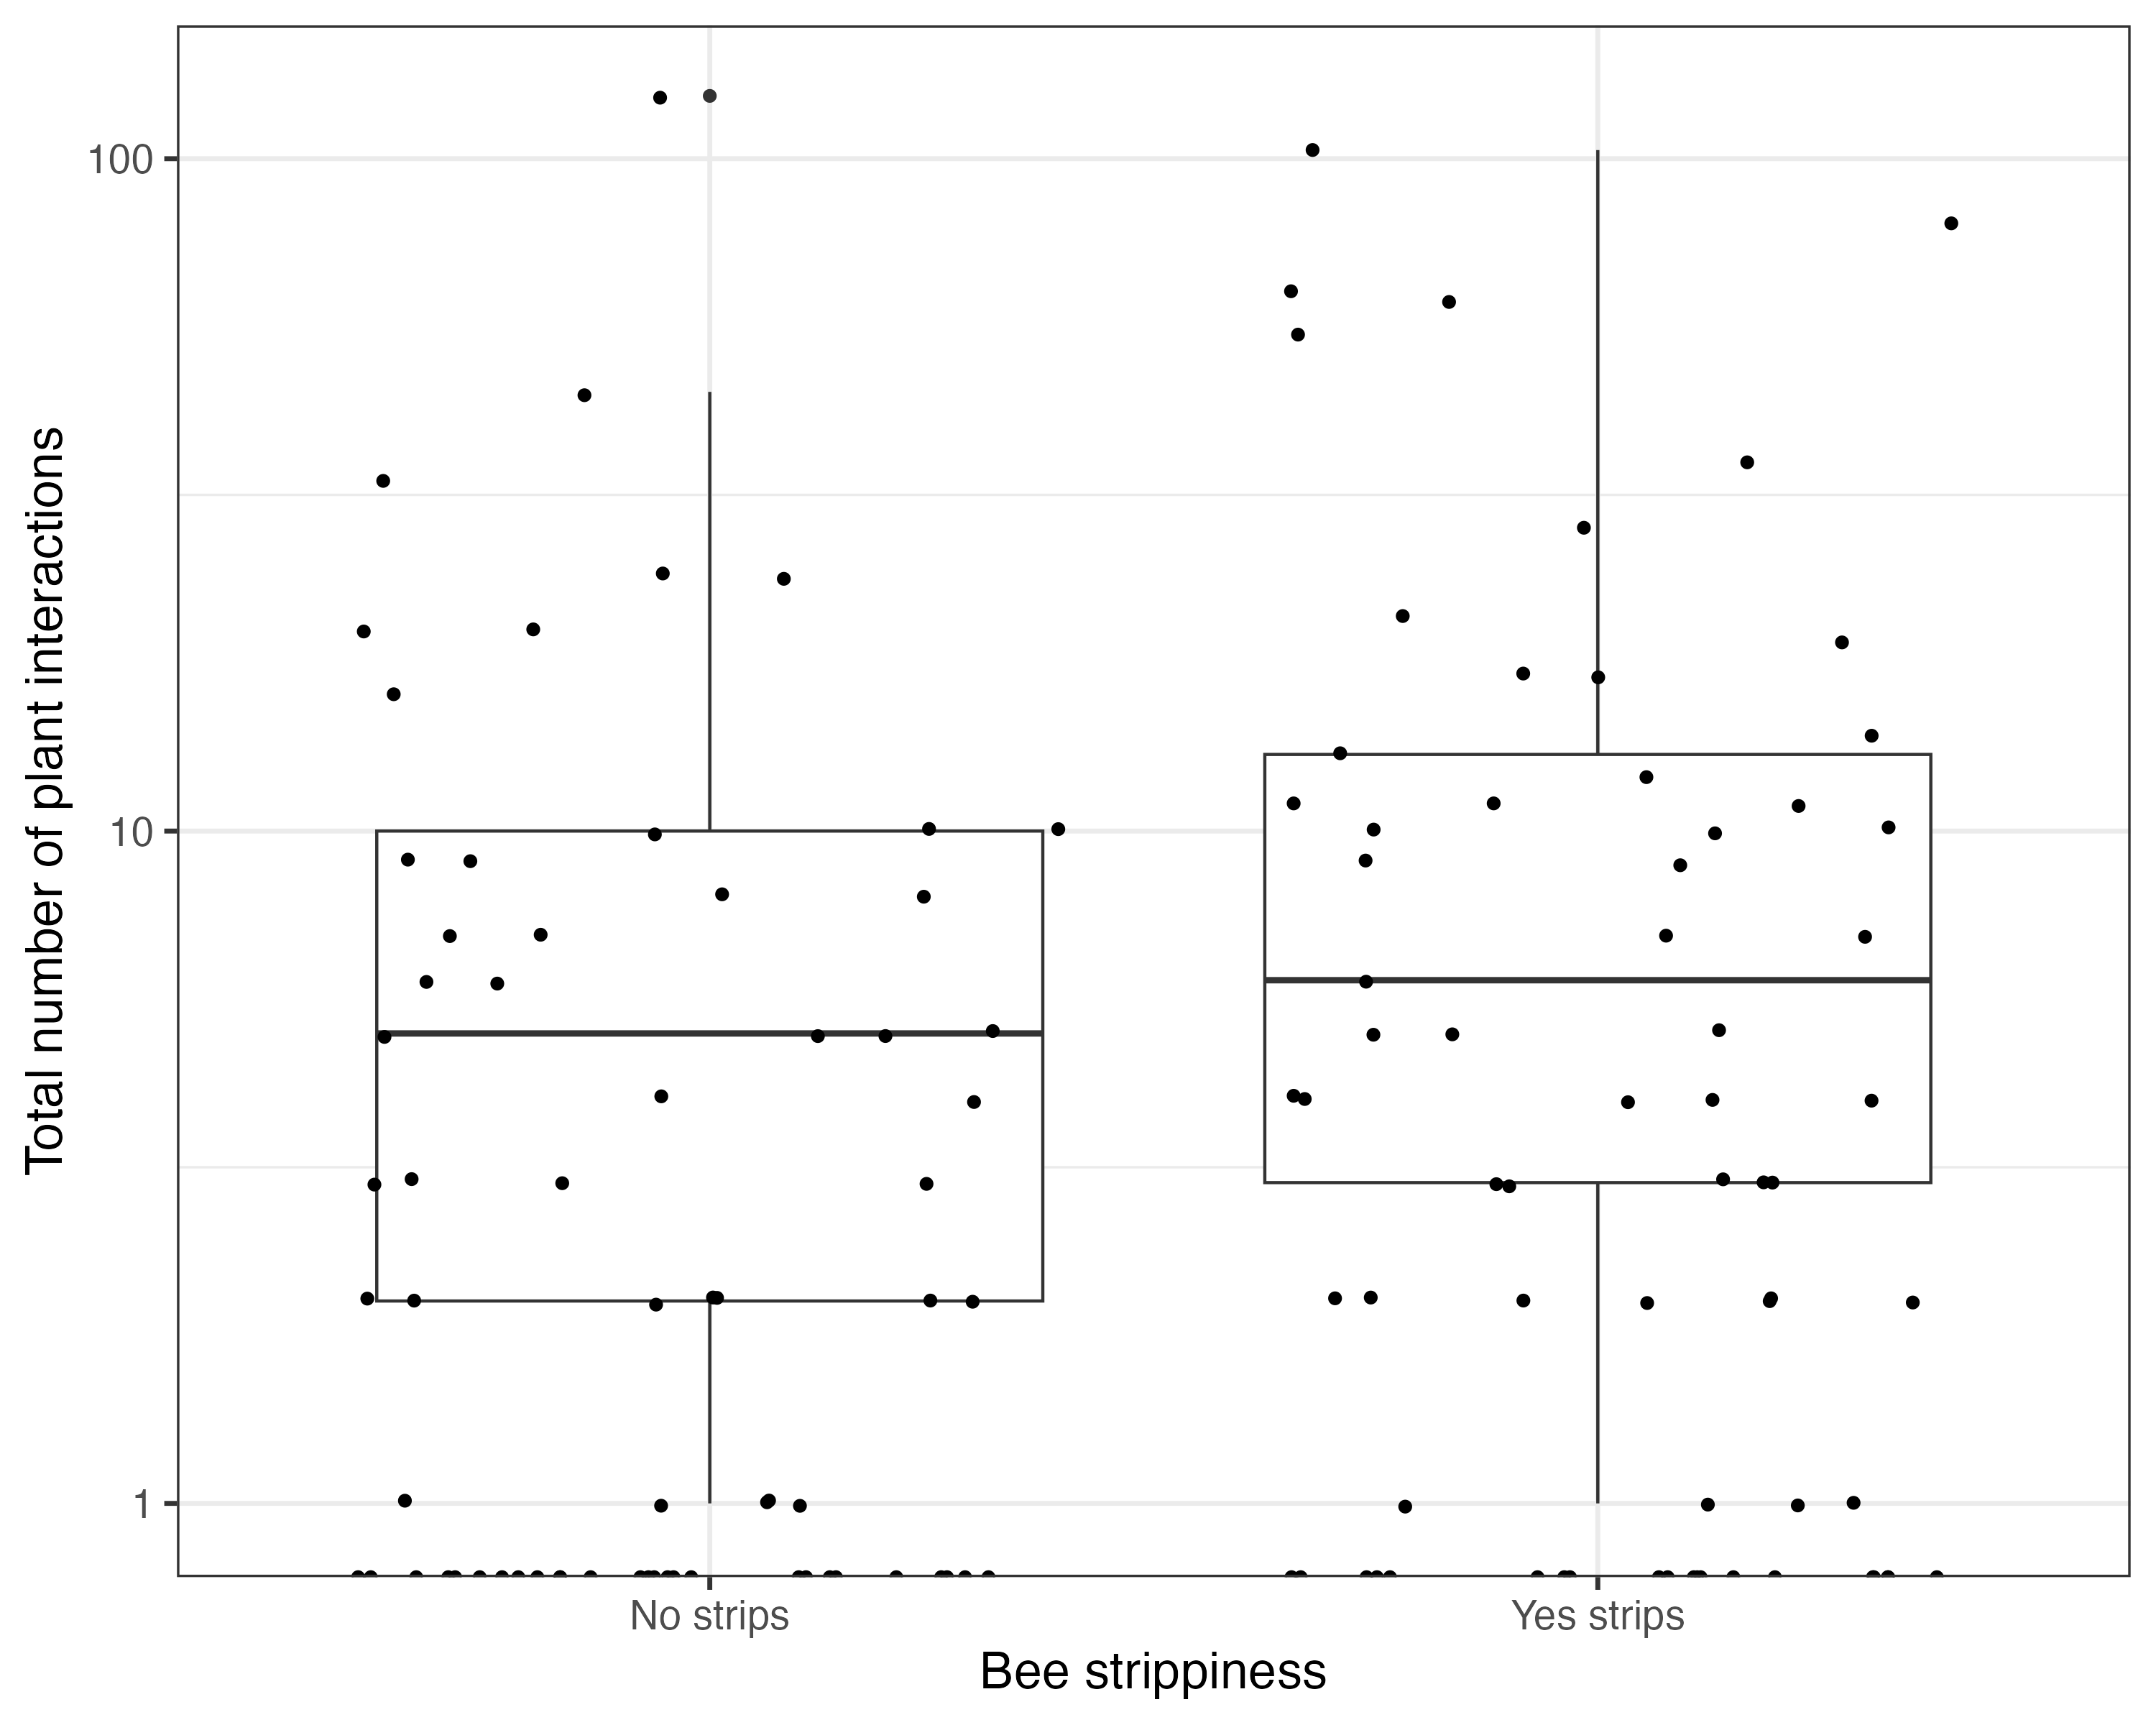 Total number of plant interactions
100
10
1
No strips
Yes strips
Bee strippiness